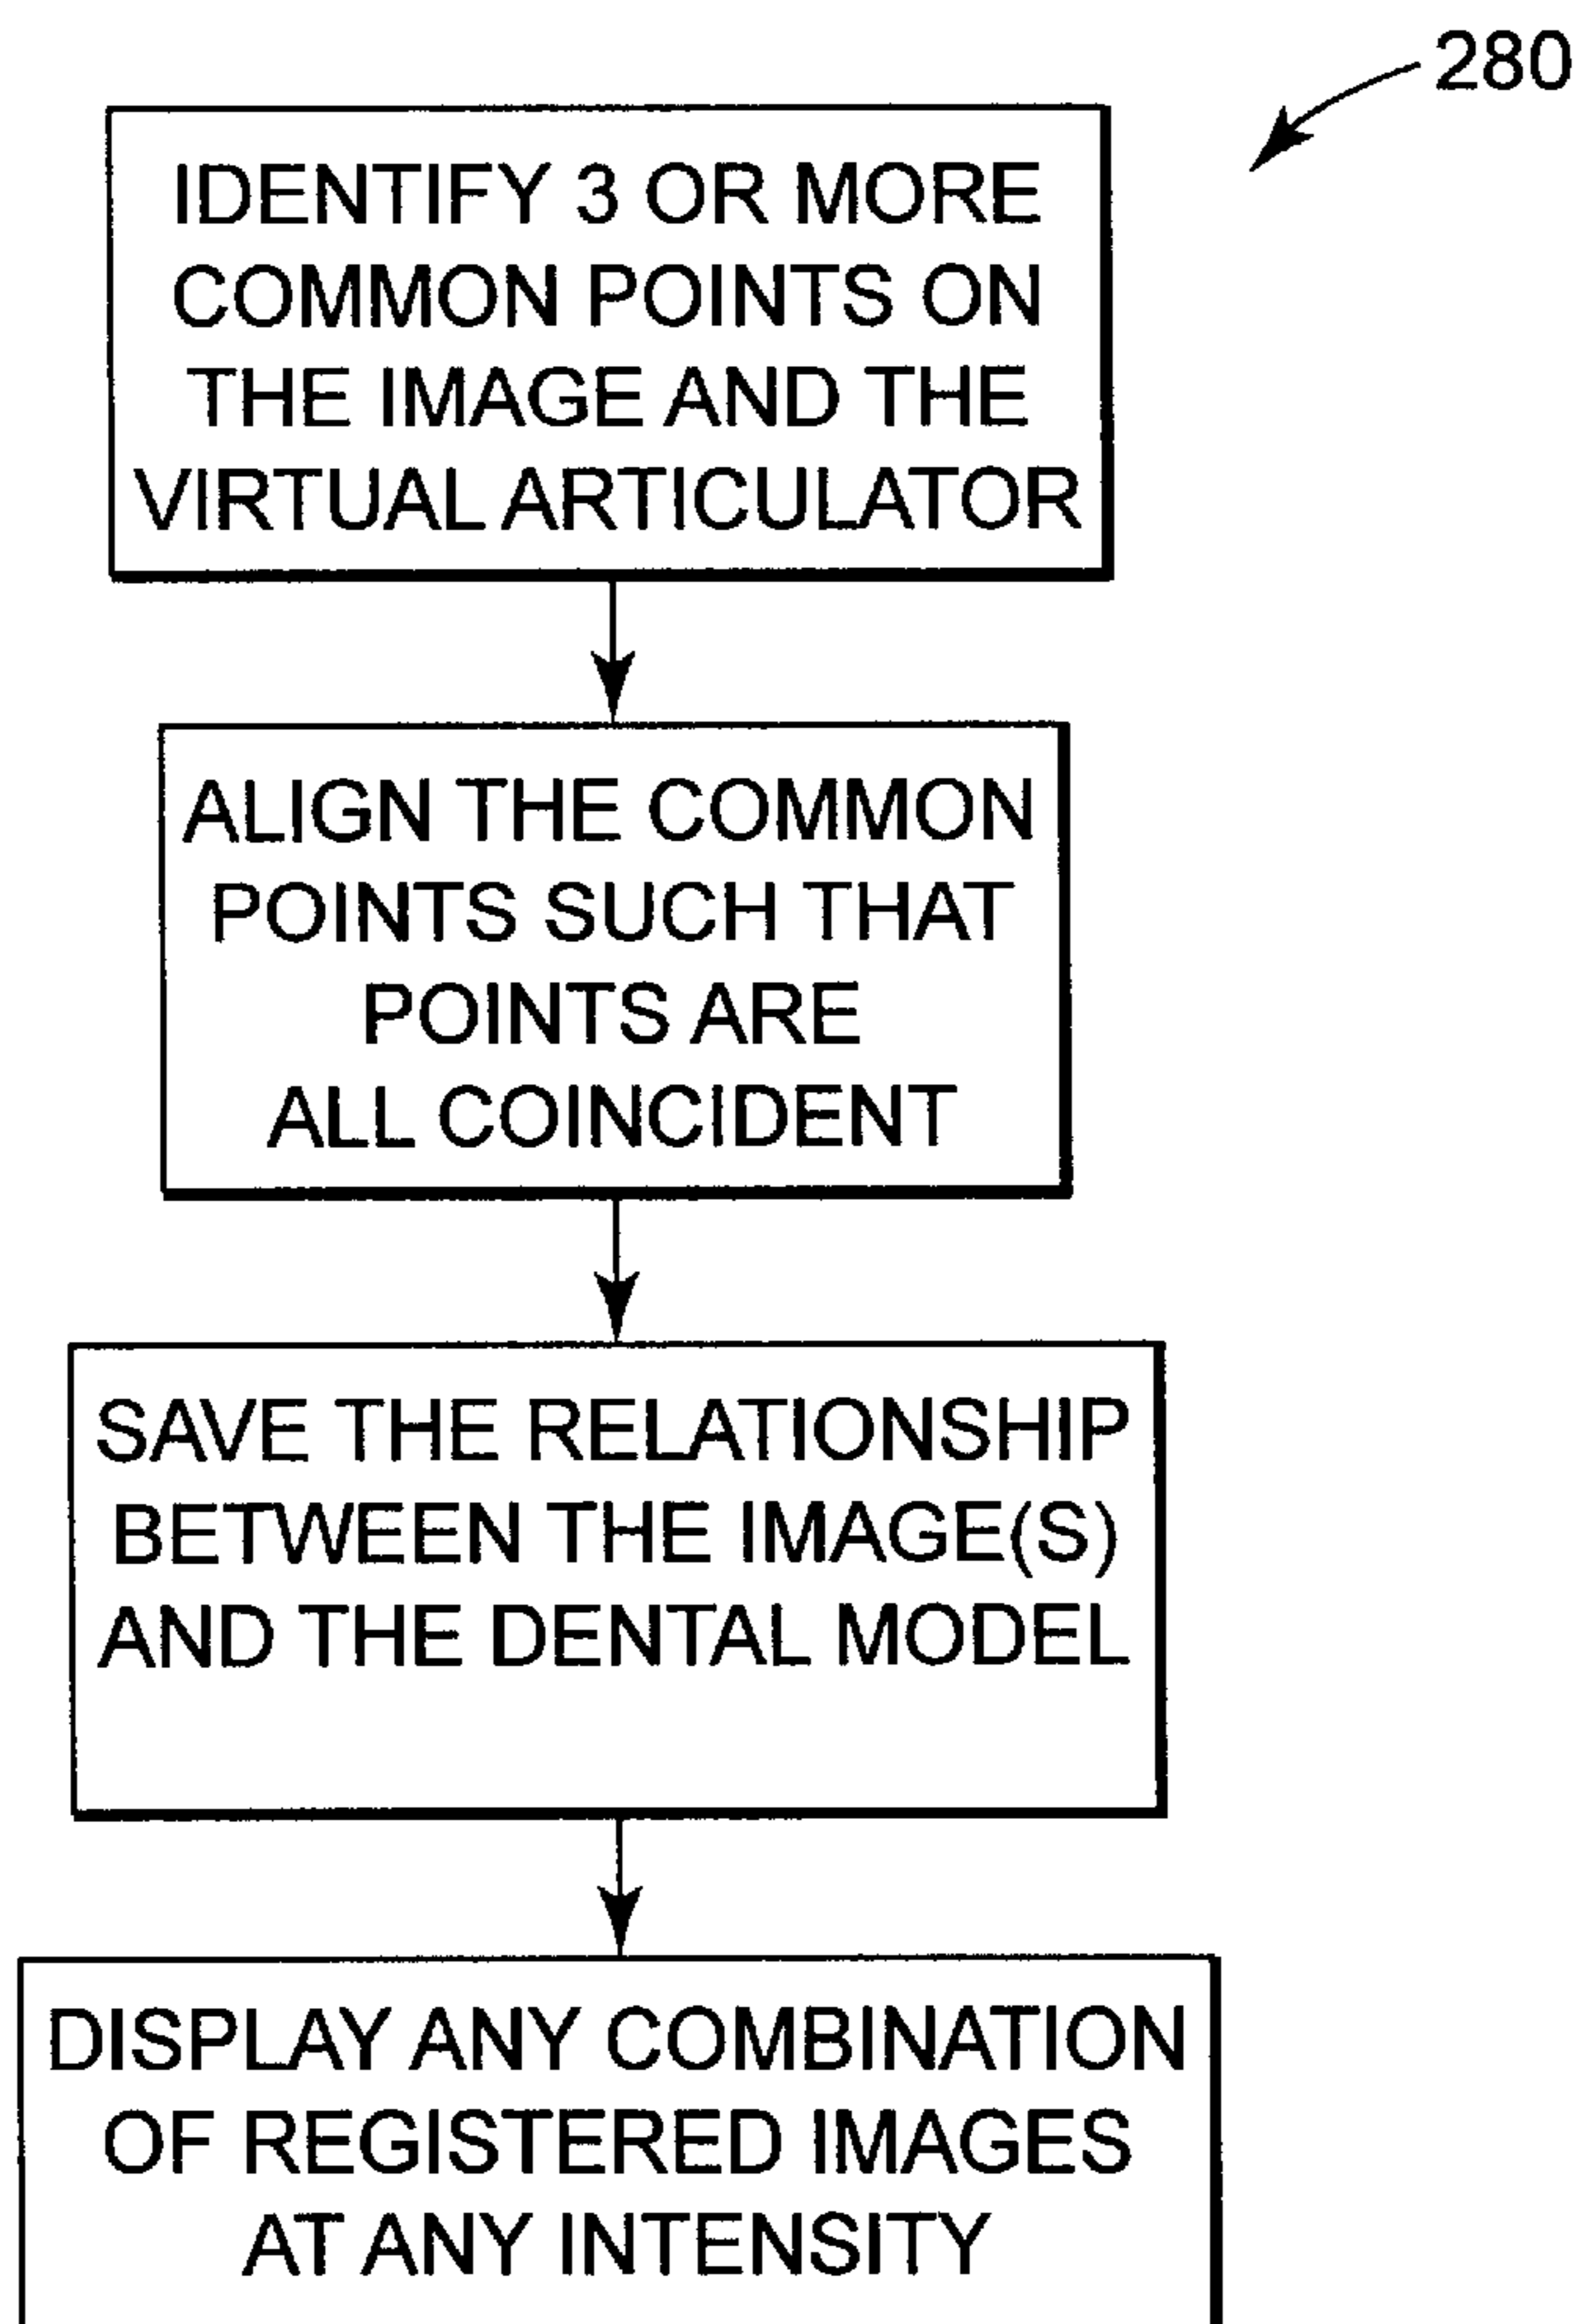 280
IDENTIFY 3 OR MORE
COMMON POINTS ON
THE IMAGE AND THE
VIRTUAL ARTICULATOR
ALIGN THE COMMON
POINTS SUCH THAT
POINTS ARE
ALL COINCIDENT
SAVE THE RELATIONSHIP
BETWEEN THE IMAGE(S)
AND THE DENTAL MODEL
DISPLAY ANY COMBINATION
OF REGISTERED IMAGES
AT ANY INTENSITY